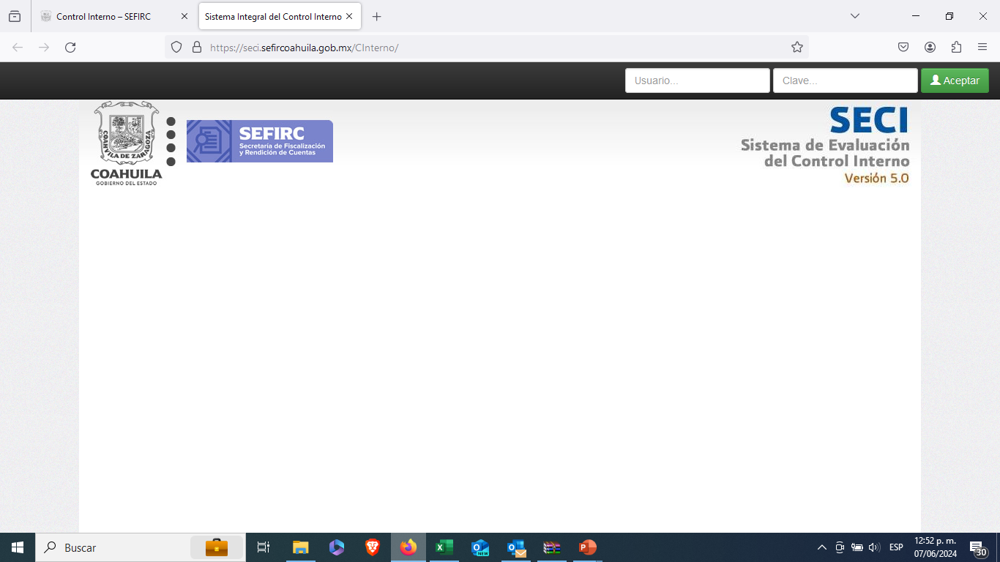 Control Interno – SEFIRC
Sistema Integral del Control Interno
https://seci.sefircoahuila.gob.mx/CInterno/
Usuario...
Clave...
Aceptar
COAHVILA DE ZARAGOZA
COAHUILA
GOBIERNO DEL ESTADO
SEFIRC
Secretaría de Fiscalización
y Rendición de Cuentas
SECI
Sistema de Evaluación
del Control Interno
Versión 5.0
Buscar
NEW
ESP
12:52 p. m.
07/06/2024
30